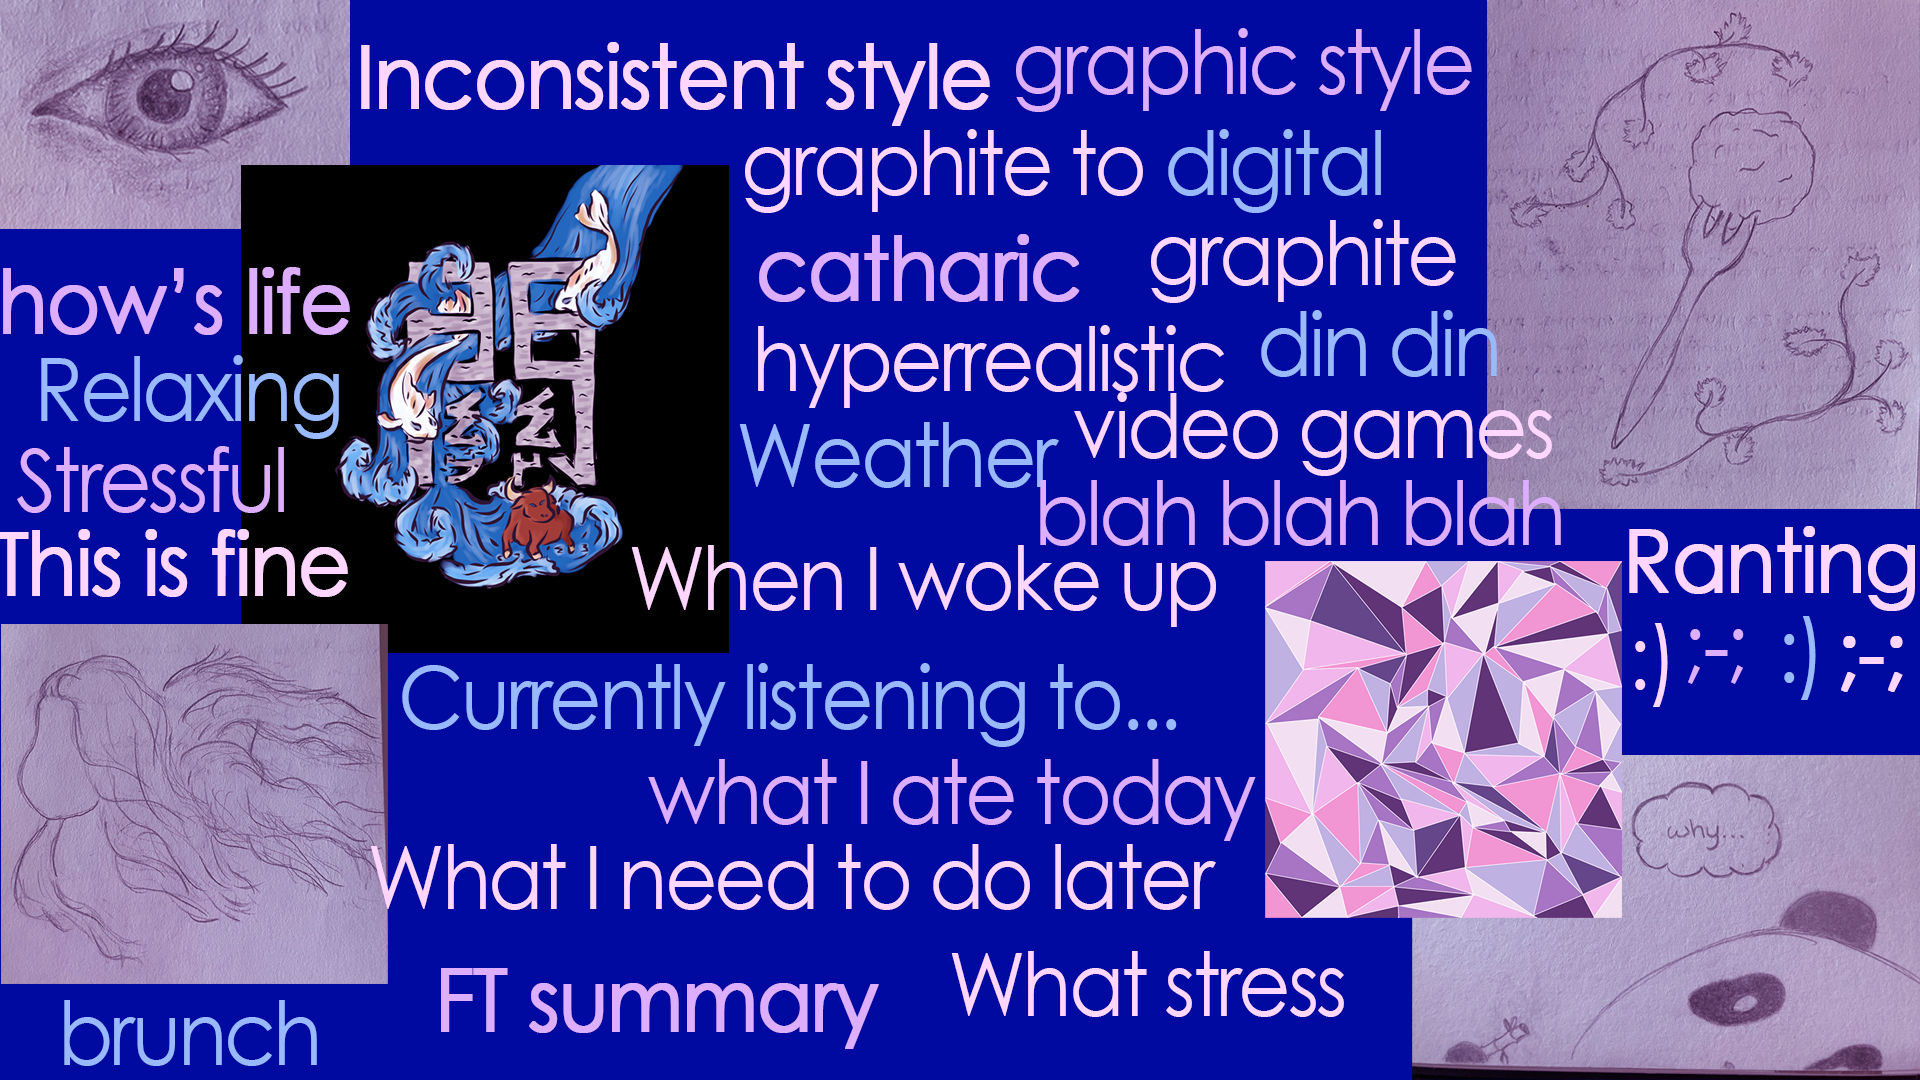 Inconsistent style
graphic style
graphite to digital
catharic
graphite
how's life
hyperrealistic
din din
Relaxing
video games
Weather
Stressful
blah blah blah
This is fine
When I woke up
Ranting
:) ;-; :) ;-;
Currently listening to...
what I ate today
why...
What I need to do later
What stress
FT summary
brunch